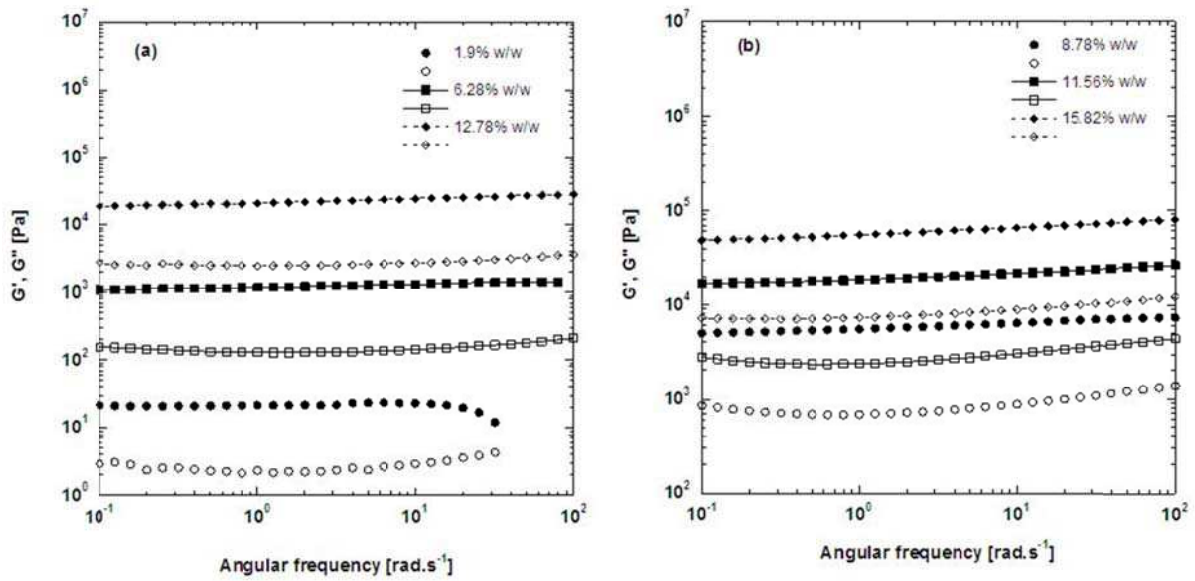 (a)
1.9% w/w
6.28% w/w
12.78% w/w
10⁷
10⁶
10⁵
10⁴
10³
10²
10¹
10⁰
G', G'' [Pa]
10⁻¹
10⁰
10¹
10²
Angular frequency [rad.s⁻¹]
(b)
8.78% w/w
11.56% w/w
15.82% w/w
10⁷
10⁶
10⁵
10⁴
10³
10²
G', G'' [Pa]
10⁻¹
10⁰
10¹
10²
Angular frequency [rad.s⁻¹]